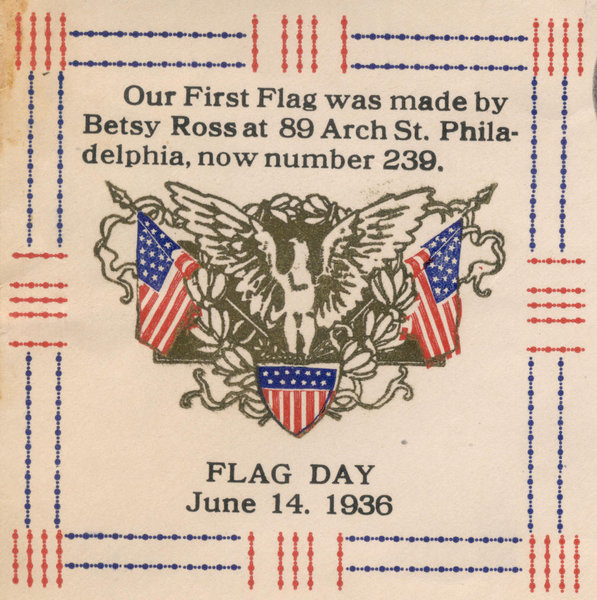 Our First Flag was made by
Betsy Ross at 89 Arch St. Phila-
delphia, now number 239.
FLAG DAY
June 14. 1936